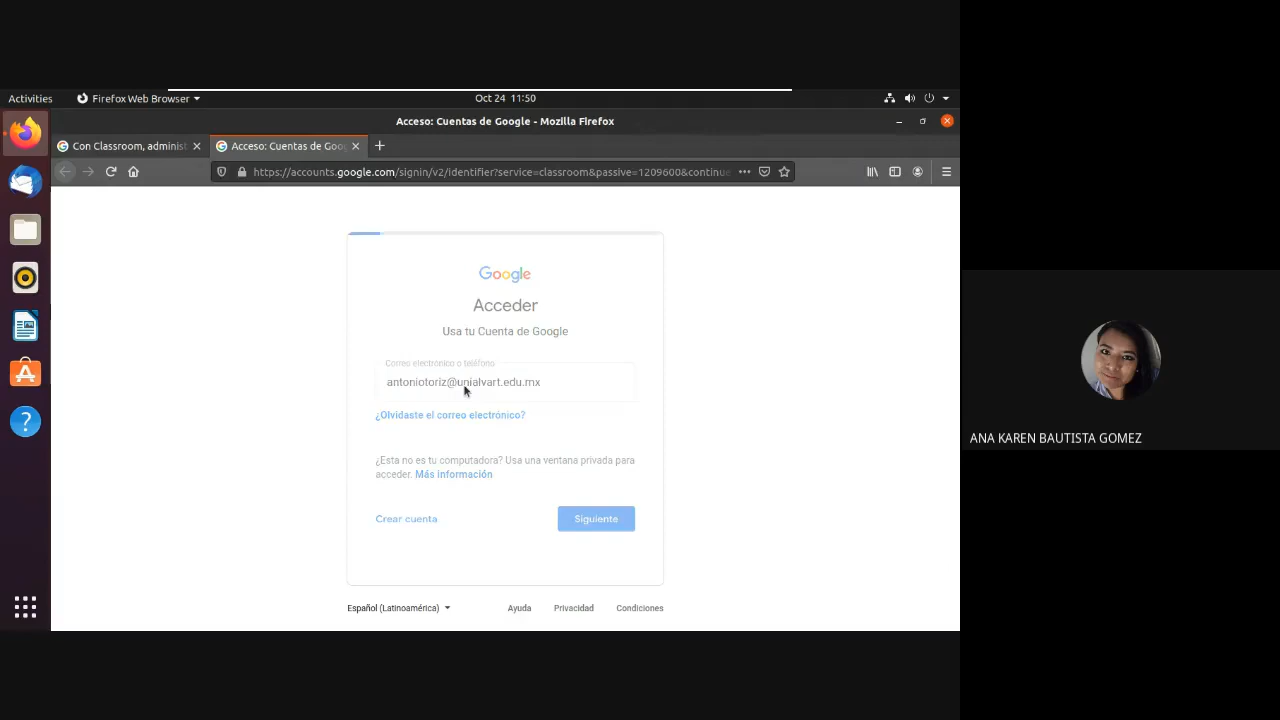 Activities
Firefox Web Browser
Oct 24 11:50
Acceso: Cuentas de Google - Mozilla Firefox
Con Classroom, adminis
Acceso: Cuentas de Goog
https://accounts.google.com/signin/v2/identifier?service=classroom&passive=1209600&continue
Google
Acceder
Usa tu Cuenta de Google
Correo electrónico o teléfono
antoniotoriz@unialvart.edu.mx
¿Olvidaste el correo electrónico?
¿Esta no es tu computadora? Usa una ventana privada para
acceder. Más información
Crear cuenta
Siguiente
Español (Latinoamérica)
Ayuda
Privacidad
Condiciones
ANA KAREN BAUTISTA GOMEZ